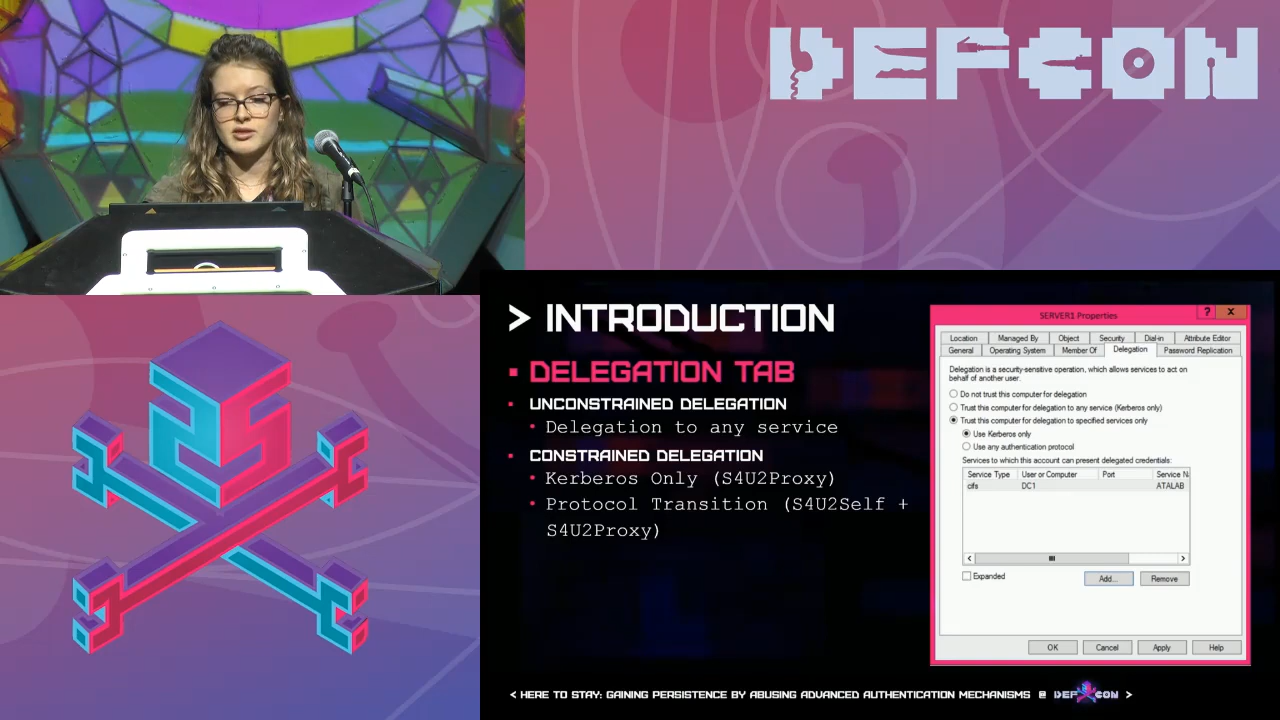 DEFCON
> INTRODUCTION
▪ DELEGATION TAB
▪ UNCONSTRAINED DELEGATION
▪ Delegation to any service
▪ CONSTRAINED DELEGATION
▪ Kerberos Only (S4U2Proxy)
▪ Protocol Transition (S4U2Self +
S4U2Proxy)
SERVER1 Properties
? X
Location Managed By Object Security Dial-in Attribute Editor
General Operating System Member Of Delegation Password Replication
Delegation is a security-sensitive operation, which allows services to act on
behalf of another user.
Do not trust this computer for delegation
Trust this computer for delegation to any service (Kerberos only)
Trust this computer for delegation to specified services only
Use Kerberos only
Use any authentication protocol
Services to which this account can present delegated credentials:
Service Type User or Computer Port Service N
cifs DC1 ATALAB
Expanded Add... Remove
OK Cancel Apply Help
< HERE TO STAY: GAINING PERSISTENCE BY ABUSING ADVANCED AUTHENTICATION MECHANISMS @ DEFCON >